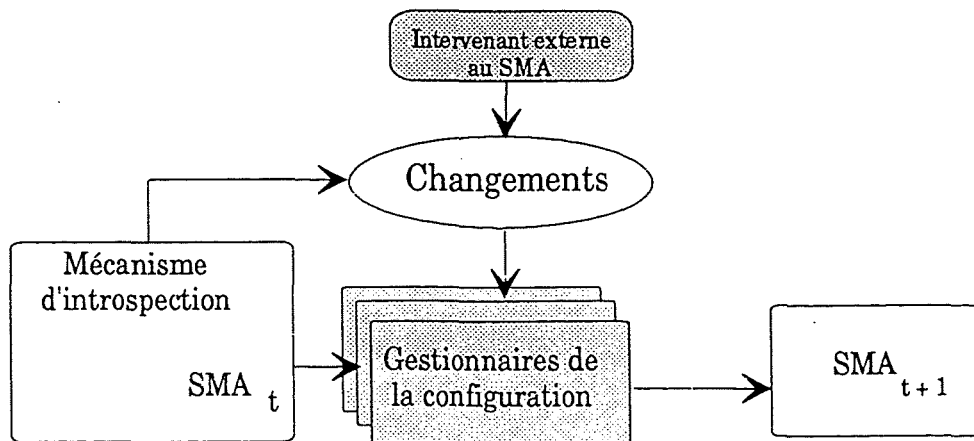 Intervenant externe
au SMA
Changements
Mécanisme
d'introspection
SMA t
Gestionnaires de
la configuration
SMA t + 1